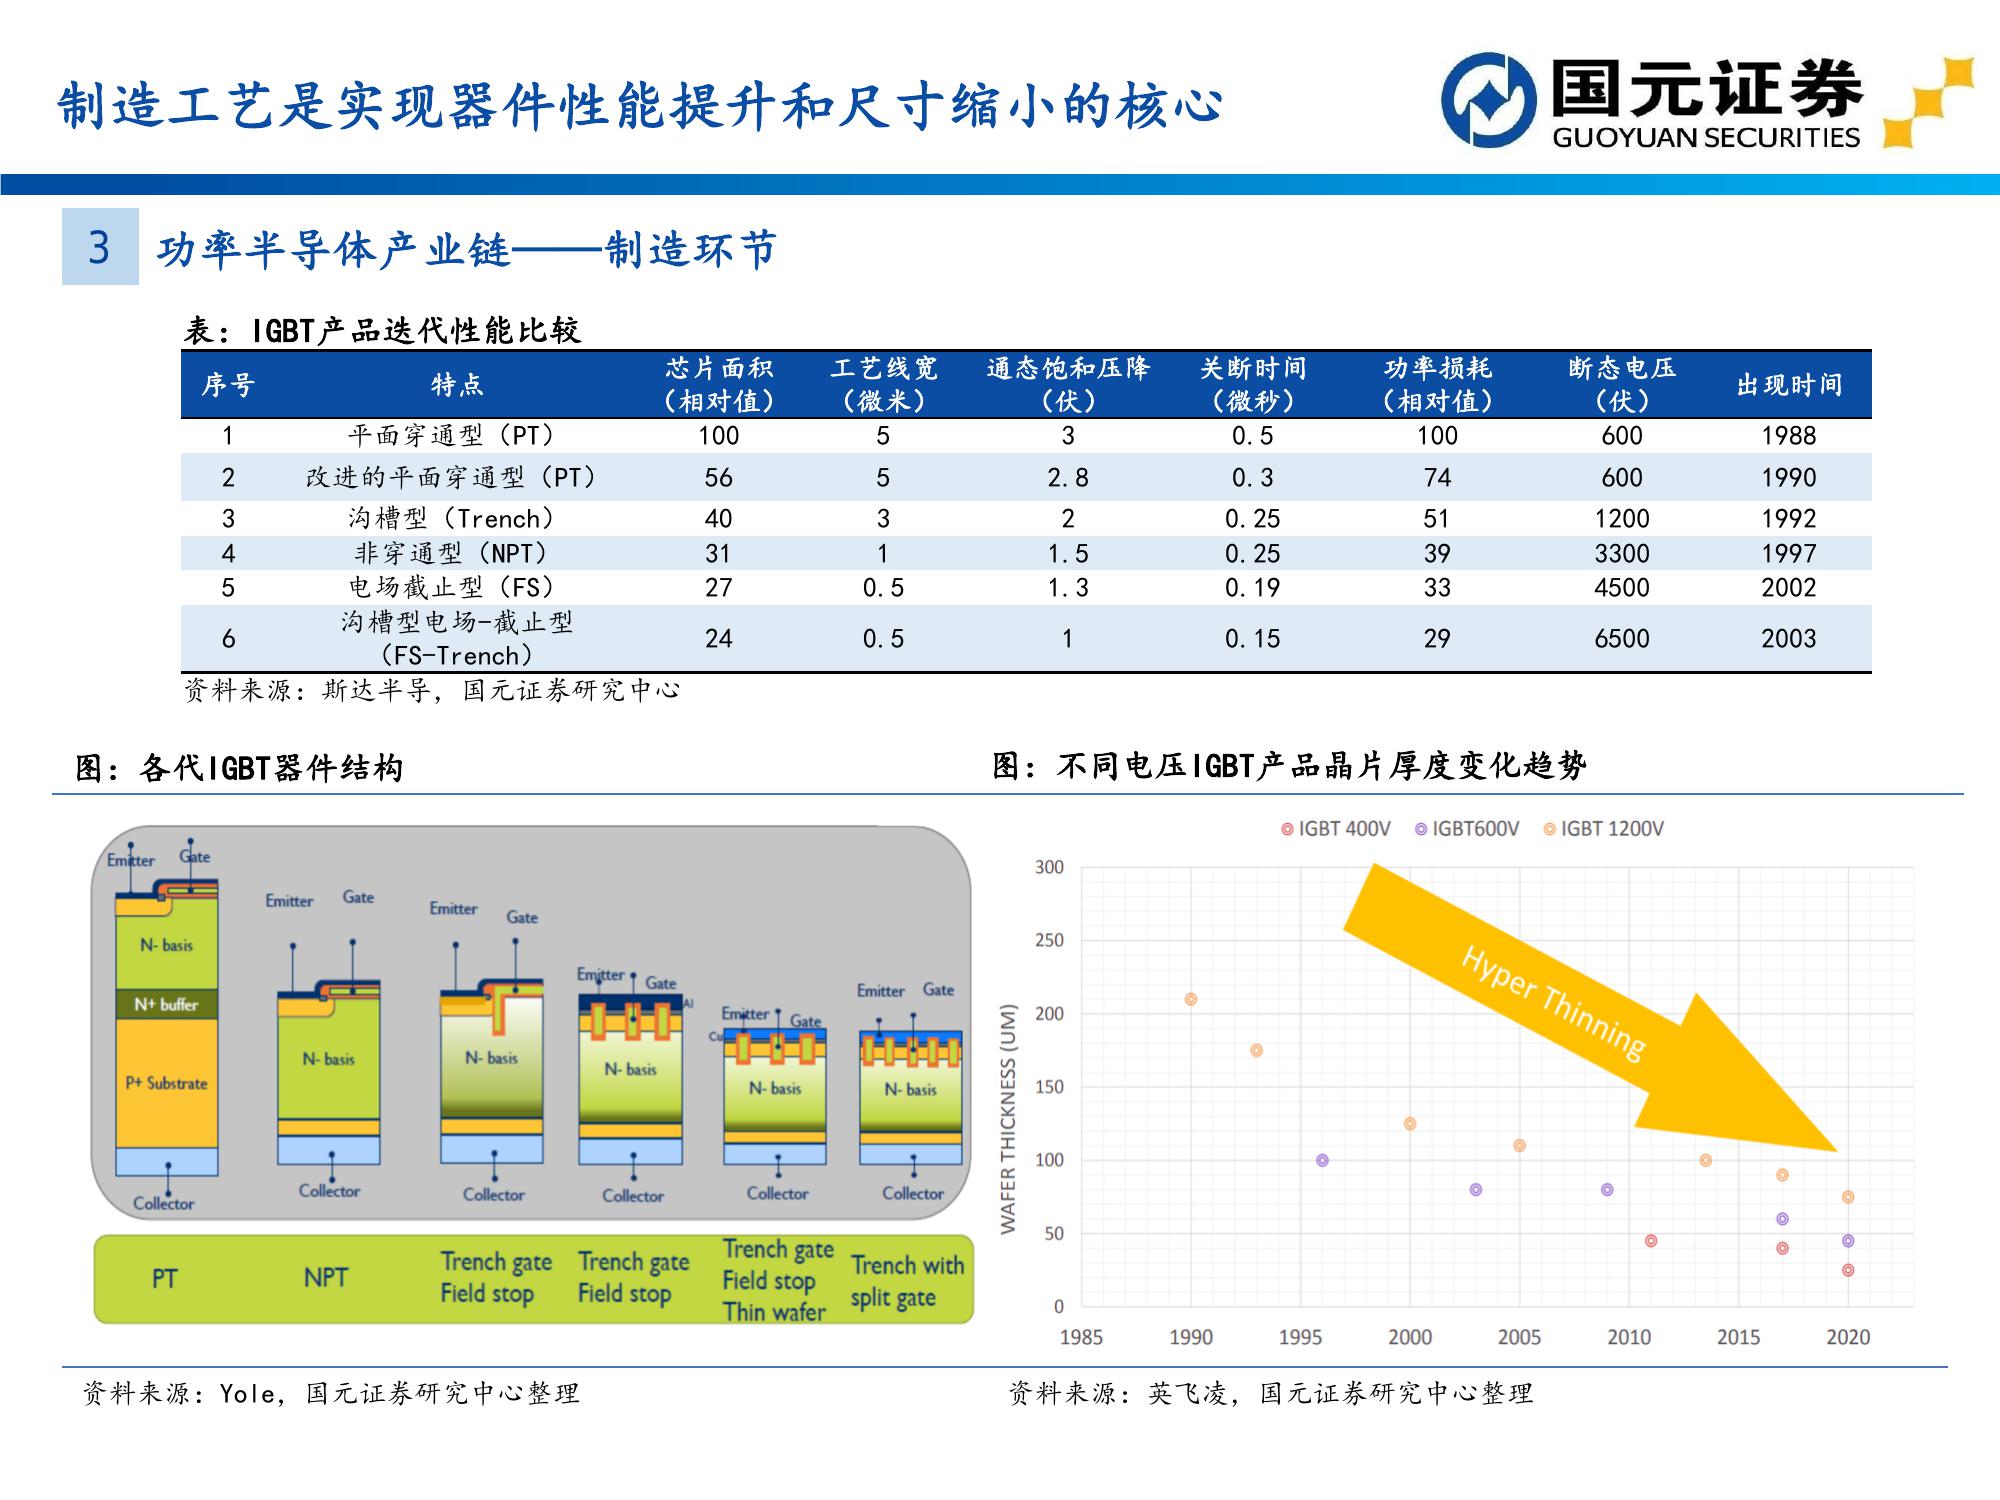 制造工艺是实现器件性能提升和尺寸缩小的核心
国元证券
GUOYUAN SECURITIES
3 功率半导体产业链——制造环节
表：IGBT产品迭代性能比较
序号 特点 芯片面积（相对值） 工艺线宽（微米） 通态饱和压降（伏） 关断时间（微秒） 功率损耗（相对值） 断态电压（伏） 出现时间
1 平面穿通型（PT） 100 5 3 0.5 100 600 1988
2 改进的平面穿通型（PT） 56 5 2.8 0.3 74 600 1990
3 沟槽型（Trench） 40 3 2 0.25 51 1200 1992
4 非穿通型（NPT） 31 1 1.5 0.25 39 3300 1997
5 电场截止型（FS） 27 0.5 1.3 0.19 33 4500 2002
6 沟槽型电场-截止型（FS-Trench） 24 0.5 1 0.15 29 6500 2003
资料来源：斯达半导，国元证券研究中心
图：各代IGBT器件结构
Emitter Gate
N- basis
N+ buffer
P+ Substrate
Collector
Emitter Gate
N- basis
Collector
Emitter Gate
N- basis
Collector
Emitter Gate
Al
N- basis
Collector
Emitter Gate
Cu
N- basis
Collector
Emitter Gate
N- basis
Collector
PT
NPT
Trench gate
Field stop
Trench gate
Field stop
Trench gate
Field stop
Thin wafer
Trench with
split gate
资料来源：Yole，国元证券研究中心整理
图：不同电压IGBT产品晶片厚度变化趋势
IGBT 400V IGBT600V IGBT 1200V
WAFER THICKNESS (UM)
300
250
200
150
100
50
0
Hyper Thinning
1985 1990 1995 2000 2005 2010 2015 2020
资料来源：英飞凌，国元证券研究中心整理